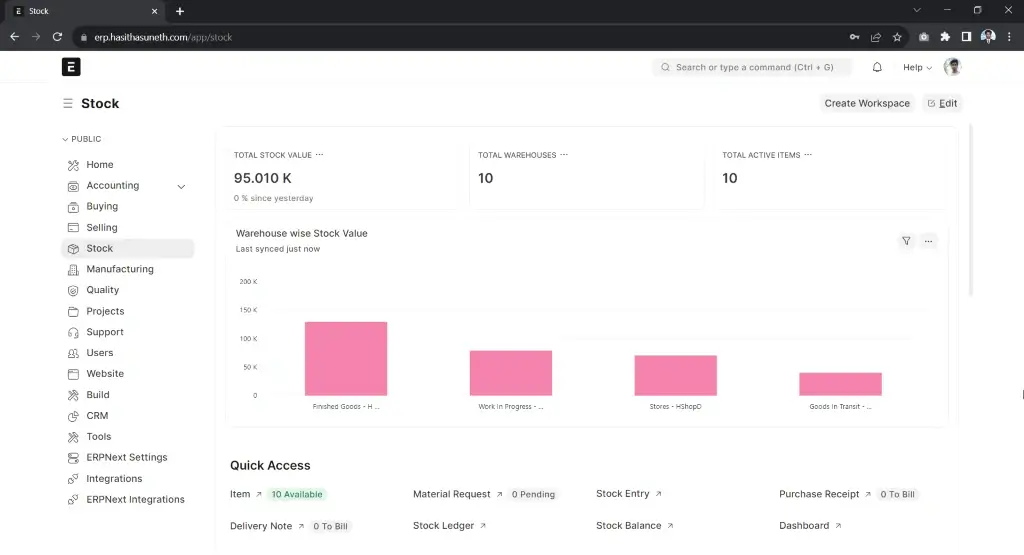 Stock
erp.hasithasuneth.com/app/stock
Search or type a command (Ctrl + G)
Help
Stock
Create Workspace
Edit
PUBLIC
Home
Accounting
Buying
Selling
Stock
Manufacturing
Quality
Projects
Support
Users
Website
Build
CRM
Tools
ERPNext Settings
Integrations
ERPNext Integrations
TOTAL STOCK VALUE ···
95.010 K
0 % since yesterday
TOTAL WAREHOUSES ···
10
TOTAL ACTIVE ITEMS ···
10
Warehouse wise Stock Value
Last synced just now
200 K
150 K
100 K
50 K
0
Finished Goods - H ...
Work In Progress - ...
Stores - HShopD
Goods In Transit - ...
Quick Access
Item 10 Available
Material Request 0 Pending
Stock Entry
Purchase Receipt 0 To Bill
Delivery Note 0 To Bill
Stock Ledger
Stock Balance
Dashboard